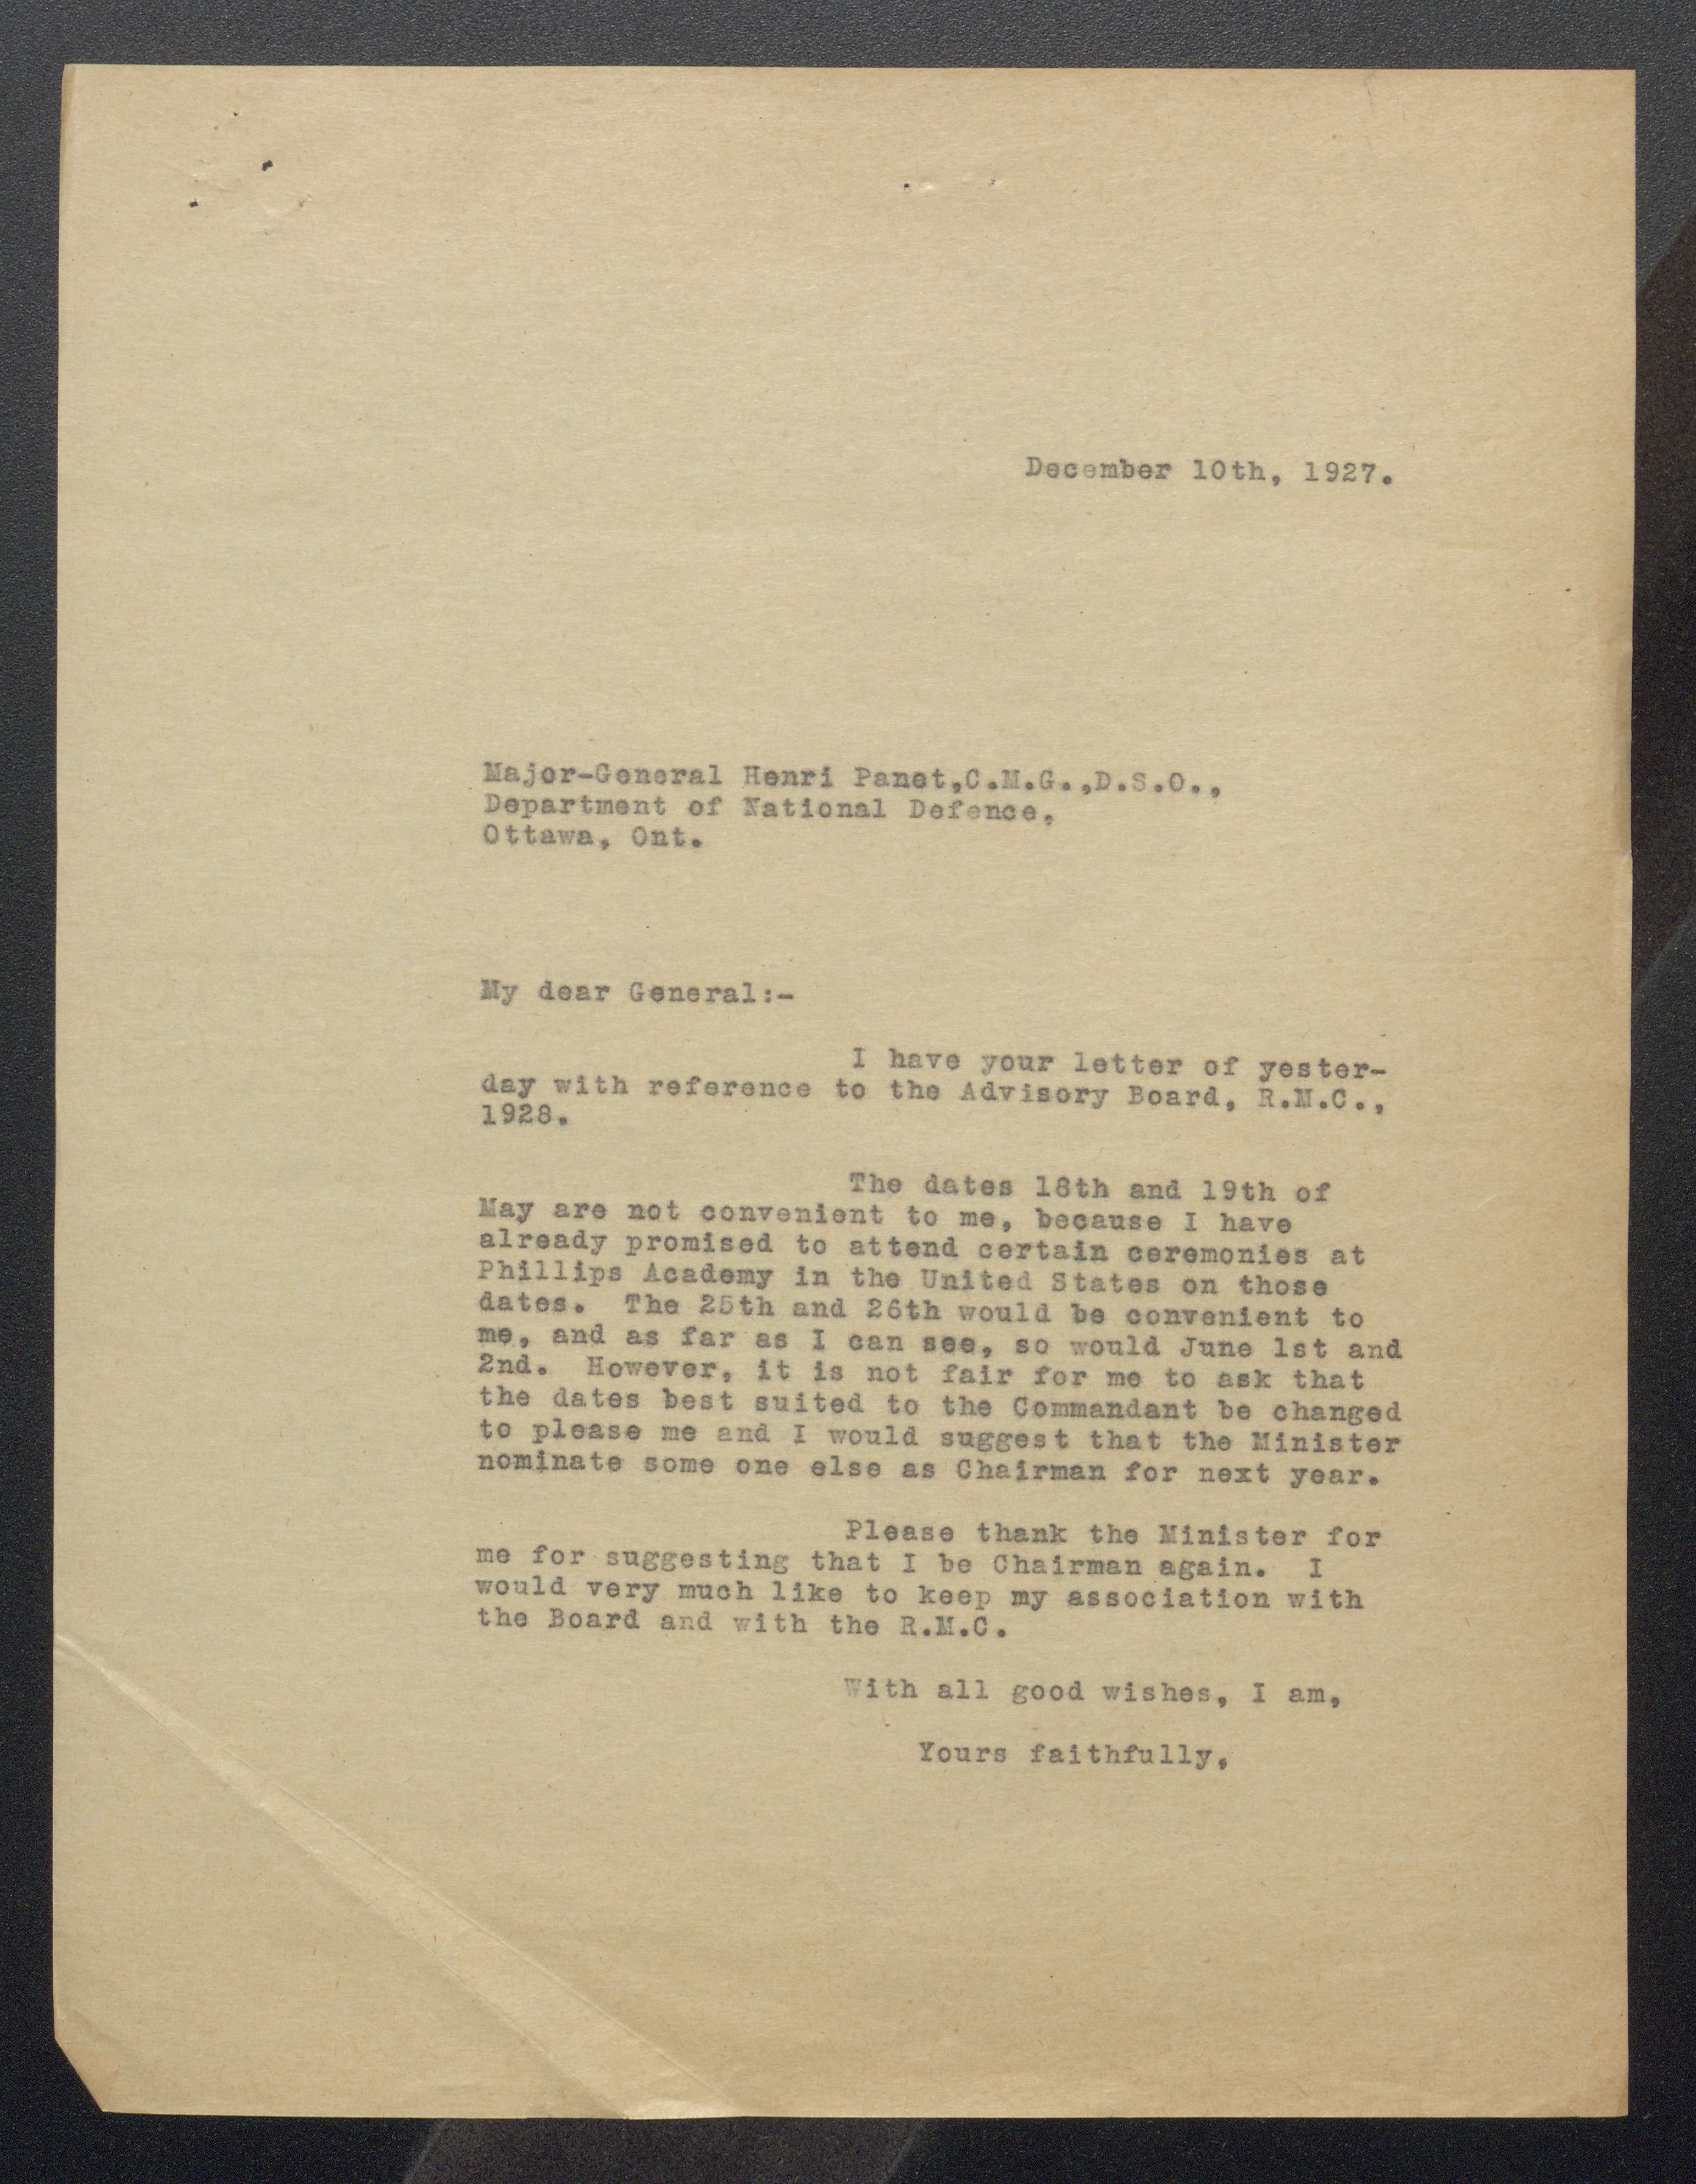 December 10th, 1927.
Major-General Henri Panet,C.M.G.,D.S.O.,
Department of National Defence,
Ottawa, Ont.
My dear General:-
I have your letter of yester-
day with reference to the Advisory Board, R.M.C.,
1928.
The dates 18th and 19th of
May are not convenient to me, because I have
already promised to attend certain ceremonies at
Phillips Academy in the United States on those
dates. The 25th and 26th would be convenient to
me, and as far as I can see, so would June 1st and
2nd. However, it is not fair for me to ask that
the dates best suited to the Commandant be changed
to please me and I would suggest that the Minister
nominate some one else as Chairman for next year.
Please thank the Minister for
me for suggesting that I be Chairman again. I
would very much like to keep my association with
the Board and with the R.M.C.
With all good wishes, I am,
Yours faithfully,